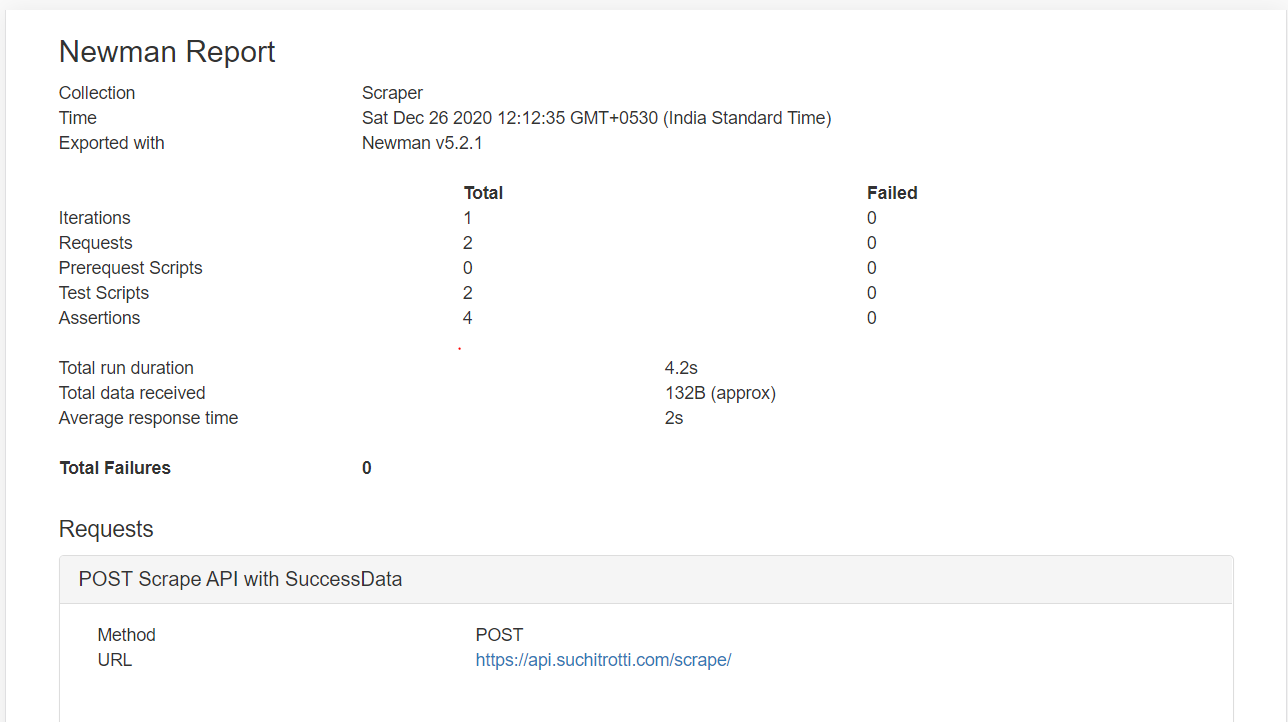 Newman Report
Collection Scraper
Time Sat Dec 26 2020 12:12:35 GMT+0530 (India Standard Time)
Exported with Newman v5.2.1
Total Failed
Iterations 1 0
Requests 2 0
Prerequest Scripts 0 0
Test Scripts 2 0
Assertions 4 0
Total run duration 4.2s
Total data received 132B (approx)
Average response time 2s
Total Failures 0
Requests
POST Scrape API with SuccessData
Method POST
URL https://api.suchitrotti.com/scrape/